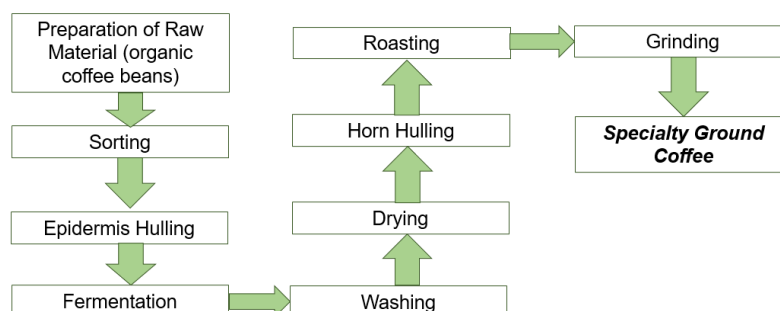 Preparation of Raw
Material (organic
coffee beans)
Sorting
Epidermis Hulling
Fermentation
Washing
Drying
Horn Hulling
Roasting
Grinding
Specialty Ground
Coffee